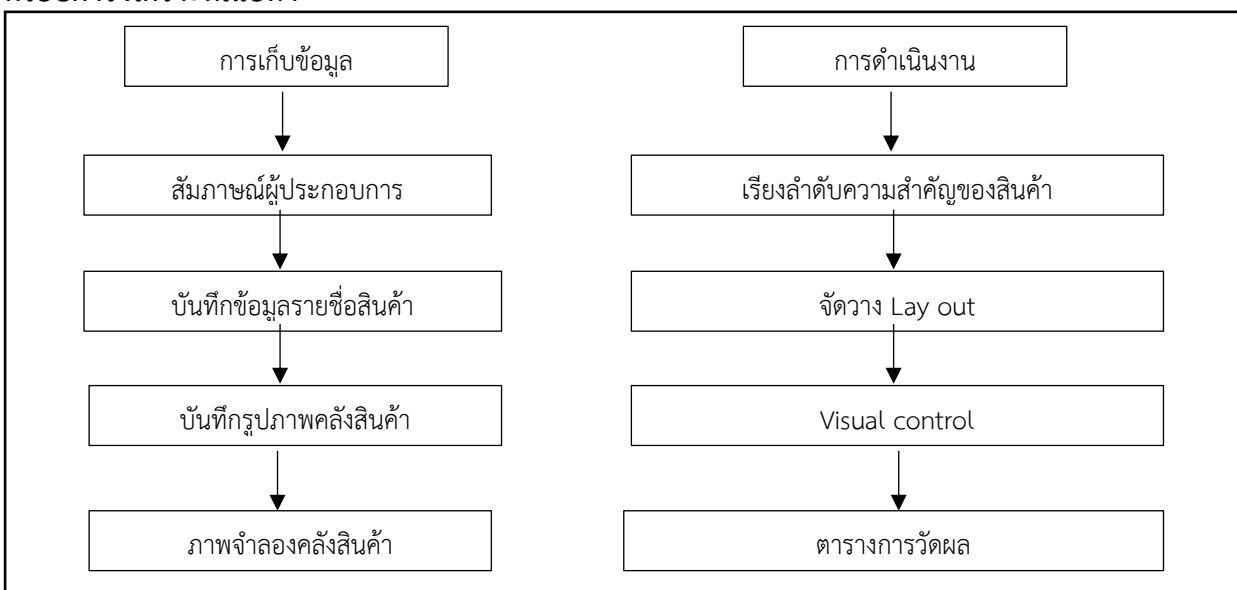 การเก็บข้อมูล
สัมภาษณ์ผู้ประกอบการ
บันทึกข้อมูลรายชื่อสินค้า
บันทึกรูปภาพคลังสินค้า
ภาพจำลองคลังสินค้า
การดำเนินงาน
เรียงลำดับความสำคัญของสินค้า
จัดวาง Lay out
Visual control
ตารางการวัดผล